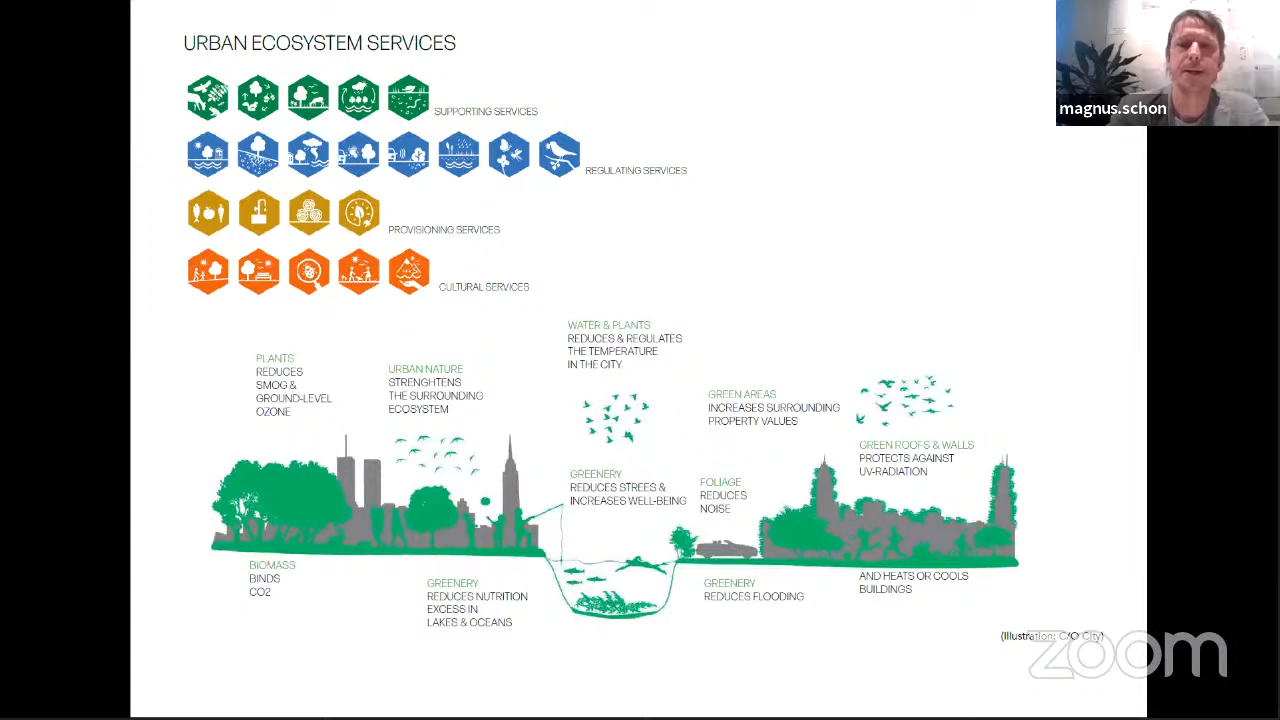 URBAN ECOSYSTEM SERVICES
magnus.schon
SUPPORTING SERVICES
REGULATING SERVICES
PROVISIONING SERVICES
CULTURAL SERVICES
WATER & PLANTS
REDUCES & REGULATES
THE TEMPERATURE
IN THE CITY
PLANTS
REDUCES
SMOG &
GROUND-LEVEL
OZONE
URBAN NATURE
STRENGHTENS
THE SURROUNDING
ECOSYSTEM
GREEN AREAS
INCREASES SURROUNDING
PROPERTY VALUES
GREEN ROOFS & WALLS
PROTECTS AGAINST
UV-RADIATION
GREENERY
REDUCES STREES &
INCREASES WELL-BEING
FOLIAGE
REDUCES
NOISE
BIOMASS
BINDS
CO2
GREENERY
REDUCES NUTRITION
EXCESS IN
LAKES & OCEANS
GREENERY
REDUCES FLOODING
AND HEATS OR COOLS
BUILDINGS
(Illustration: C/O City)
zoom